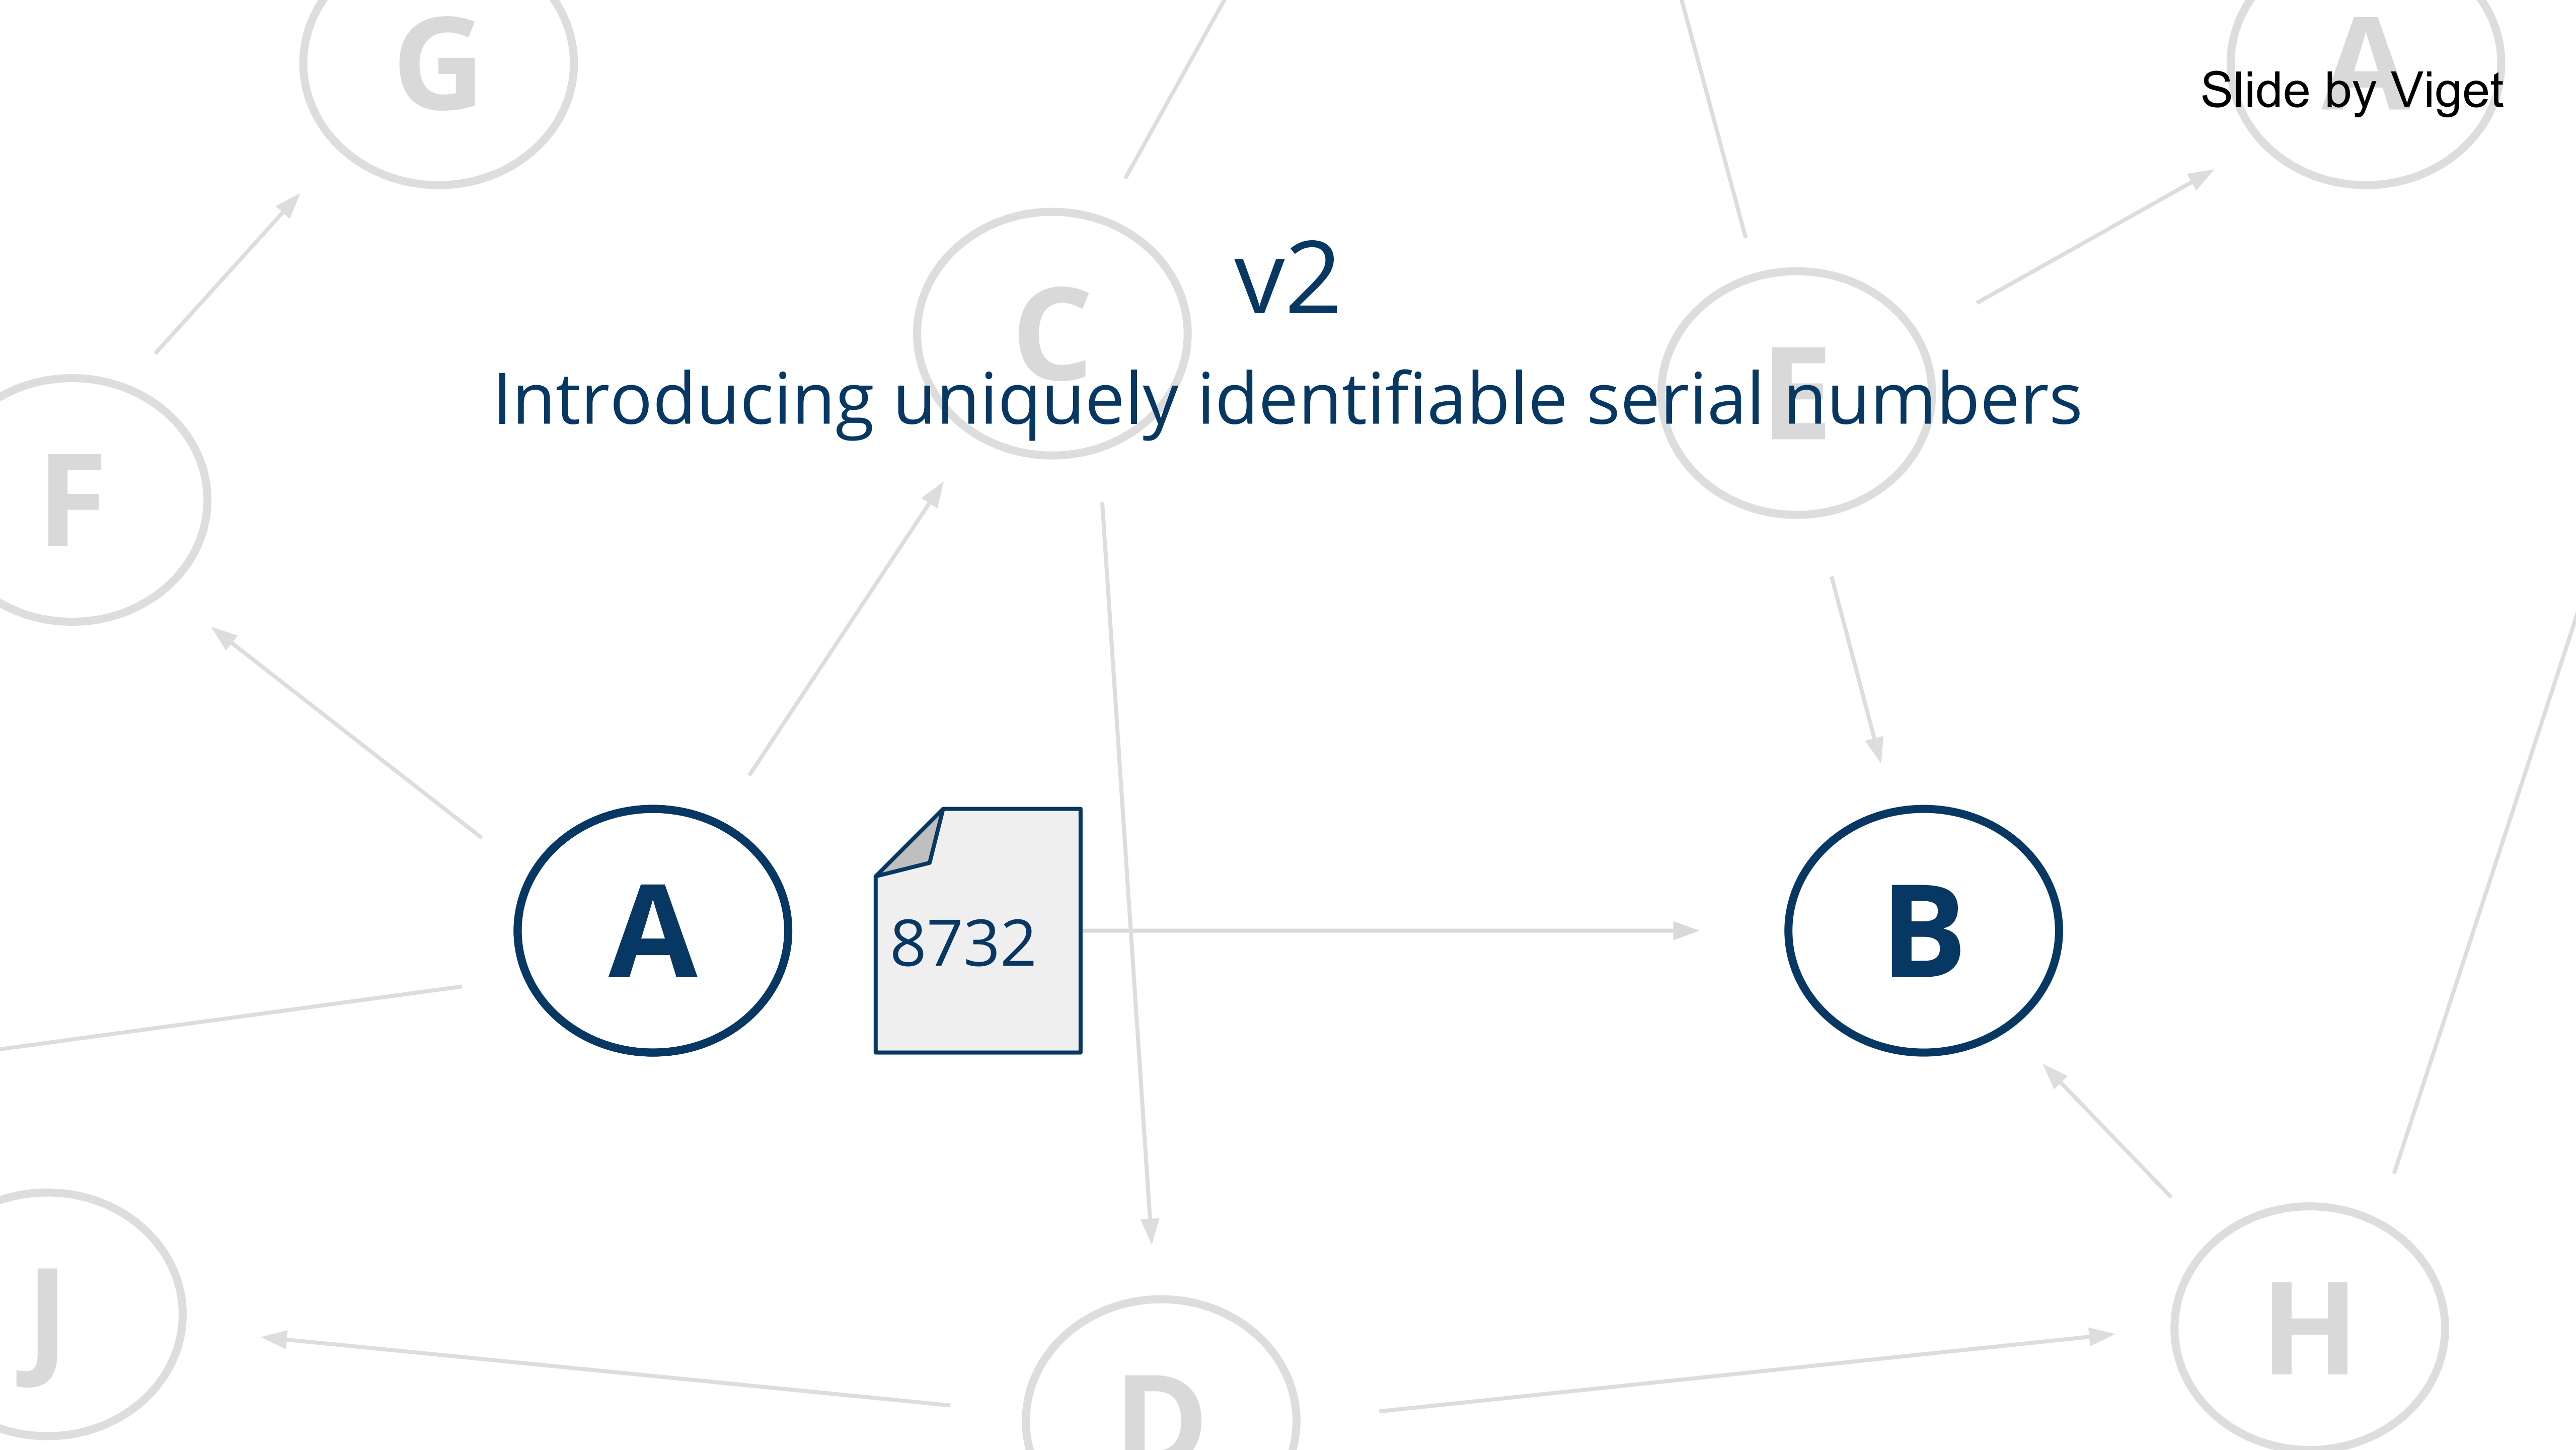 G
A
Slide by Viget
v2
C
E
Introducing uniquely identifiable serial numbers
F
A
8732
B
J
H
D